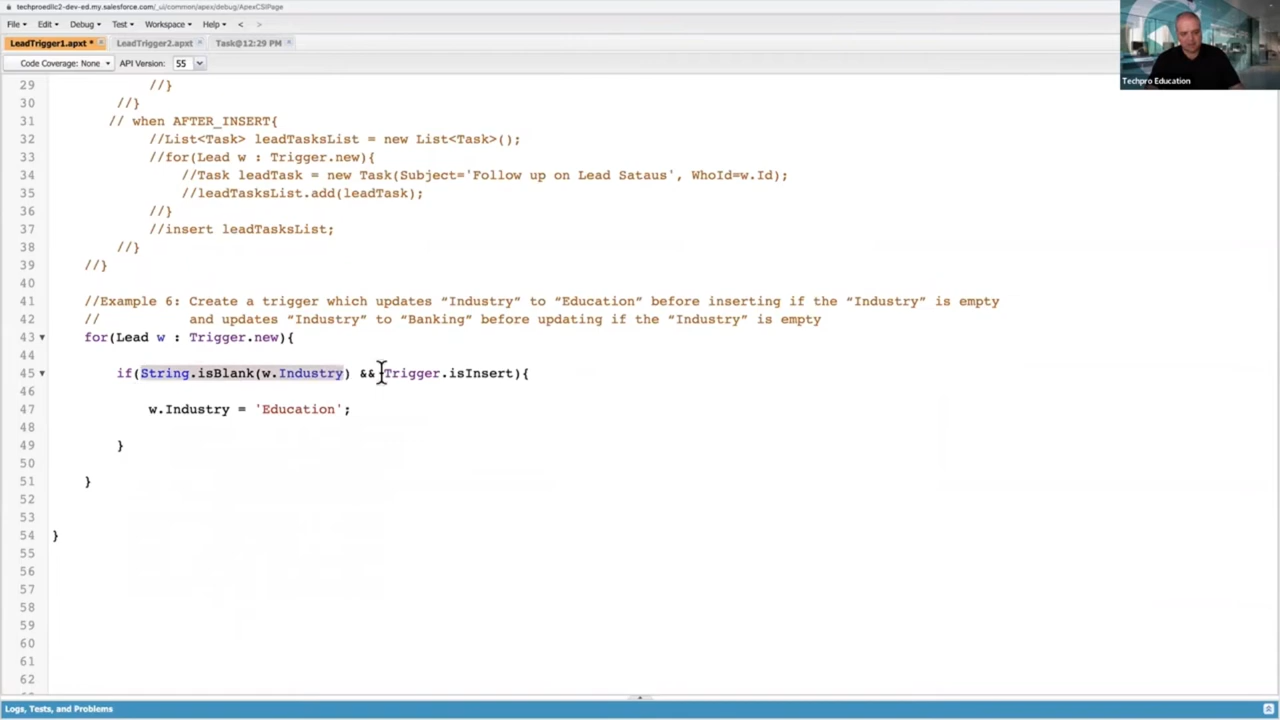 techproedllc2-dev-ed.my.salesforce.com/_ui/common/apex/debug/ApexCSIPage
File Edit Debug Test Workspace Help < >
LeadTrigger1.apxt * LeadTrigger2.apxt Task@12:29 PM
Code Coverage: None API Version: 55
Techpro Education
29 //}
30 //}
31 // when AFTER_INSERT{
32 //List<Task> leadTasksList = new List<Task>();
33 //for(Lead w : Trigger.new){
34 //Task leadTask = new Task(Subject='Follow up on Lead Sataus', WhoId=w.Id);
35 //leadTasksList.add(leadTask);
36 //}
37 //insert leadTasksList;
38 //}
39 //}
40
41 //Example 6: Create a trigger which updates “Industry” to “Education” before inserting if the “Industry” is empty
42 // and updates “Industry” to “Banking” before updating if the “Industry” is empty
43 for(Lead w : Trigger.new){
44
45 if(String.isBlank(w.Industry) && Trigger.isInsert){
46
47 w.Industry = 'Education';
48
49 }
50
51 }
52
53
54 }
55
56
57
58
59
60
61
62
Logs, Tests, and Problems